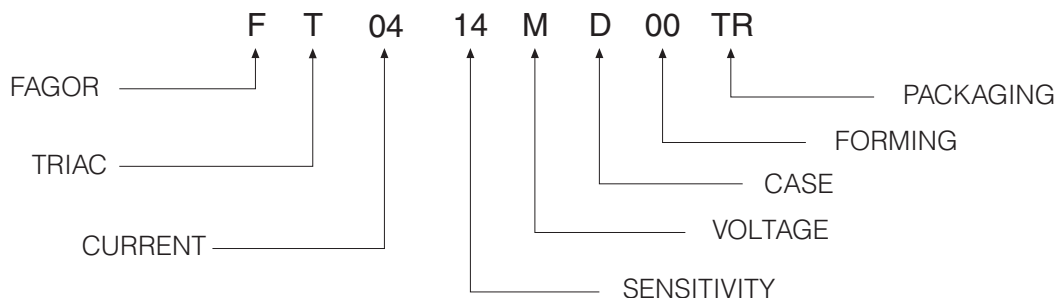 F T 04 14 M D 00 TR
FAGOR
PACKAGING
FORMING
TRIAC
CASE
VOLTAGE
CURRENT
SENSITIVITY